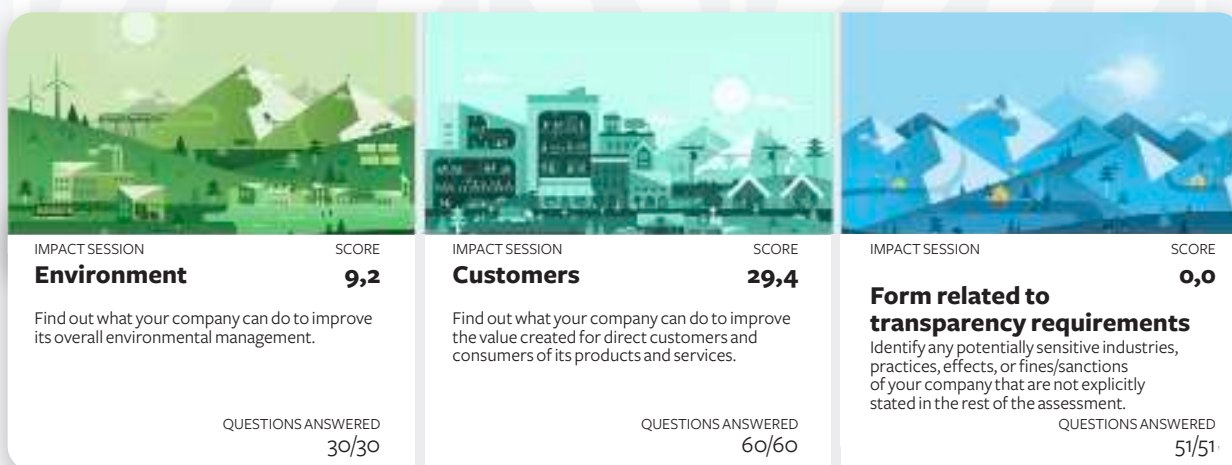 IMPACT SESSION SCORE
Environment 9,2
Find out what your company can do to improve
its overall environmental management.
QUESTIONS ANSWERED
30/30
IMPACT SESSION SCORE
Customers 29,4
Find out what your company can do to improve
the value created for direct customers and
consumers of its products and services.
QUESTIONS ANSWERED
60/60
IMPACT SESSION SCORE
0,0
Form related to
transparency requirements
Identify any potentially sensitive industries,
practices, effects, or fines/sanctions
of your company that are not explicitly
stated in the rest of the assessment.
QUESTIONS ANSWERED
51/51